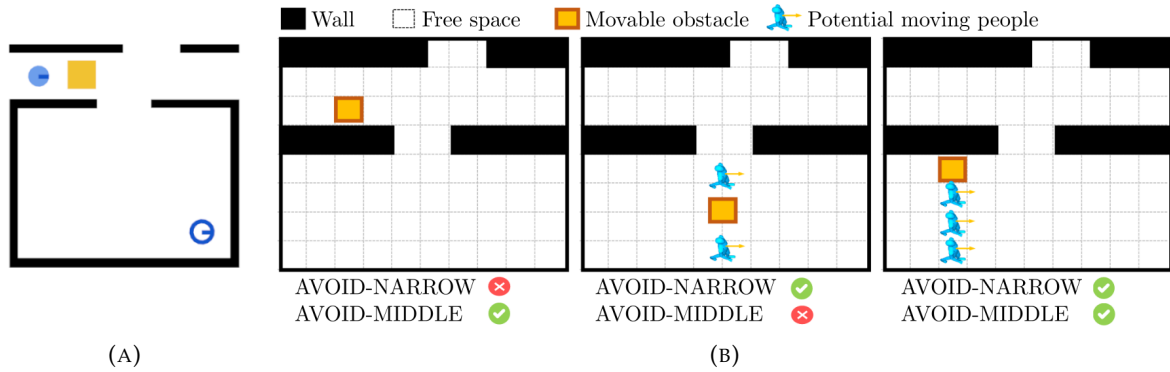 Wall Free space Movable obstacle Potential moving people
AVOID-NARROW AVOID-NARROW AVOID-NARROW
AVOID-MIDDLE AVOID-MIDDLE AVOID-MIDDLE
(A) (B)